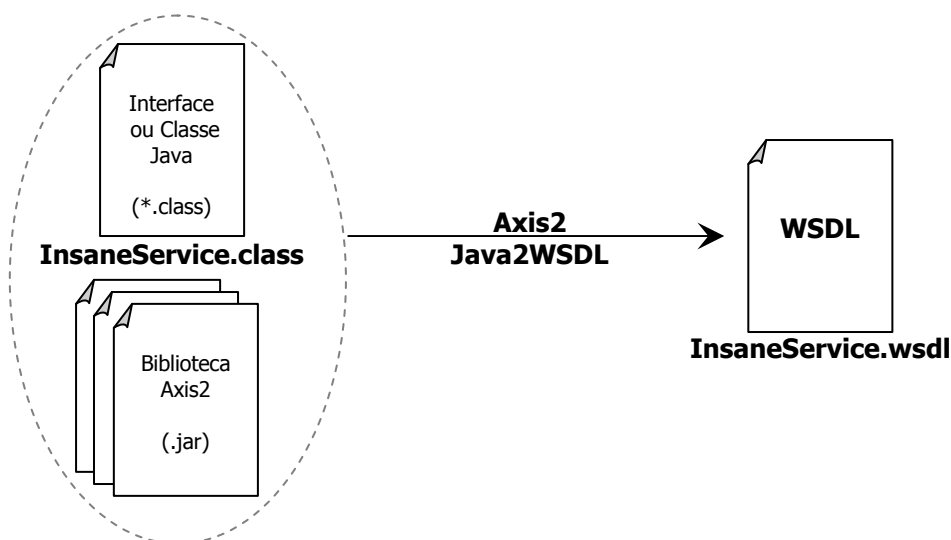 Interface
ou Classe
Java
(*.class)
InsaneService.class
Biblioteca
Axis2
(.jar)
Axis2
Java2WSDL
WSDL
InsaneService.wsdl